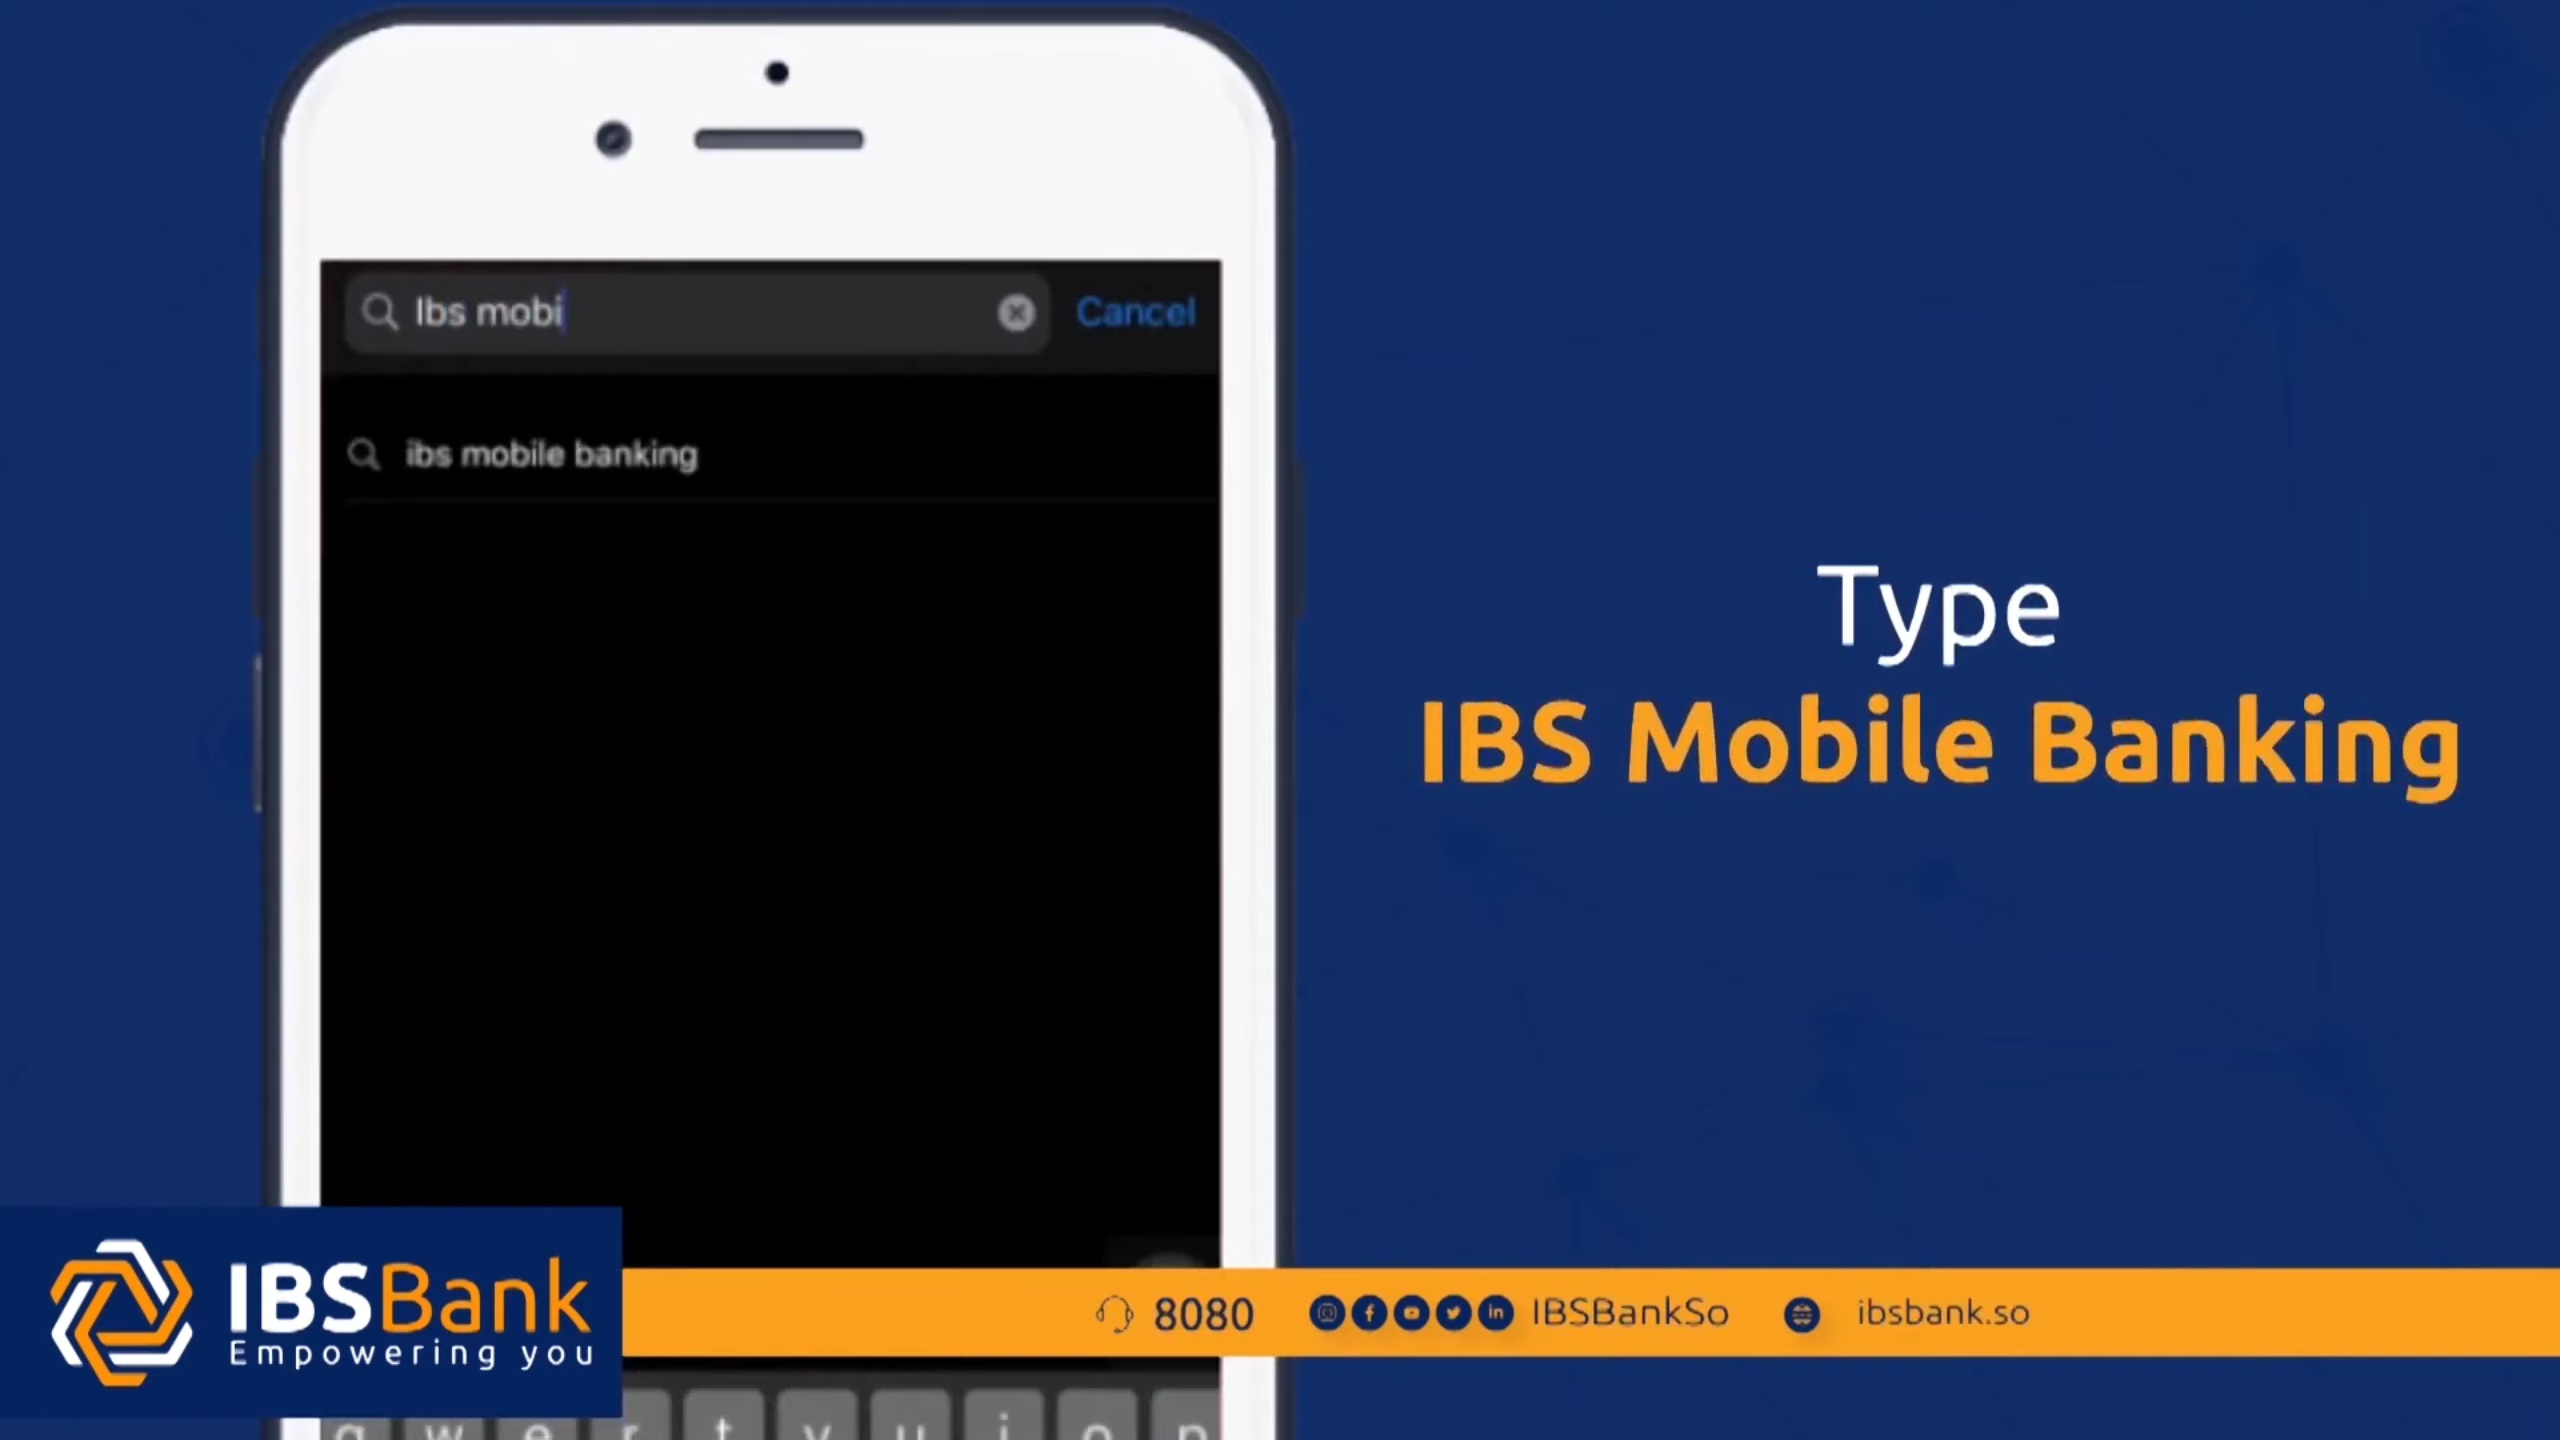 Ibs mobi
Cancel
ibs mobile banking
Type
IBS Mobile Banking
IBSBank
Empowering you
8080
IBSBankSo
ibsbank.so
q w e r t y u i o p